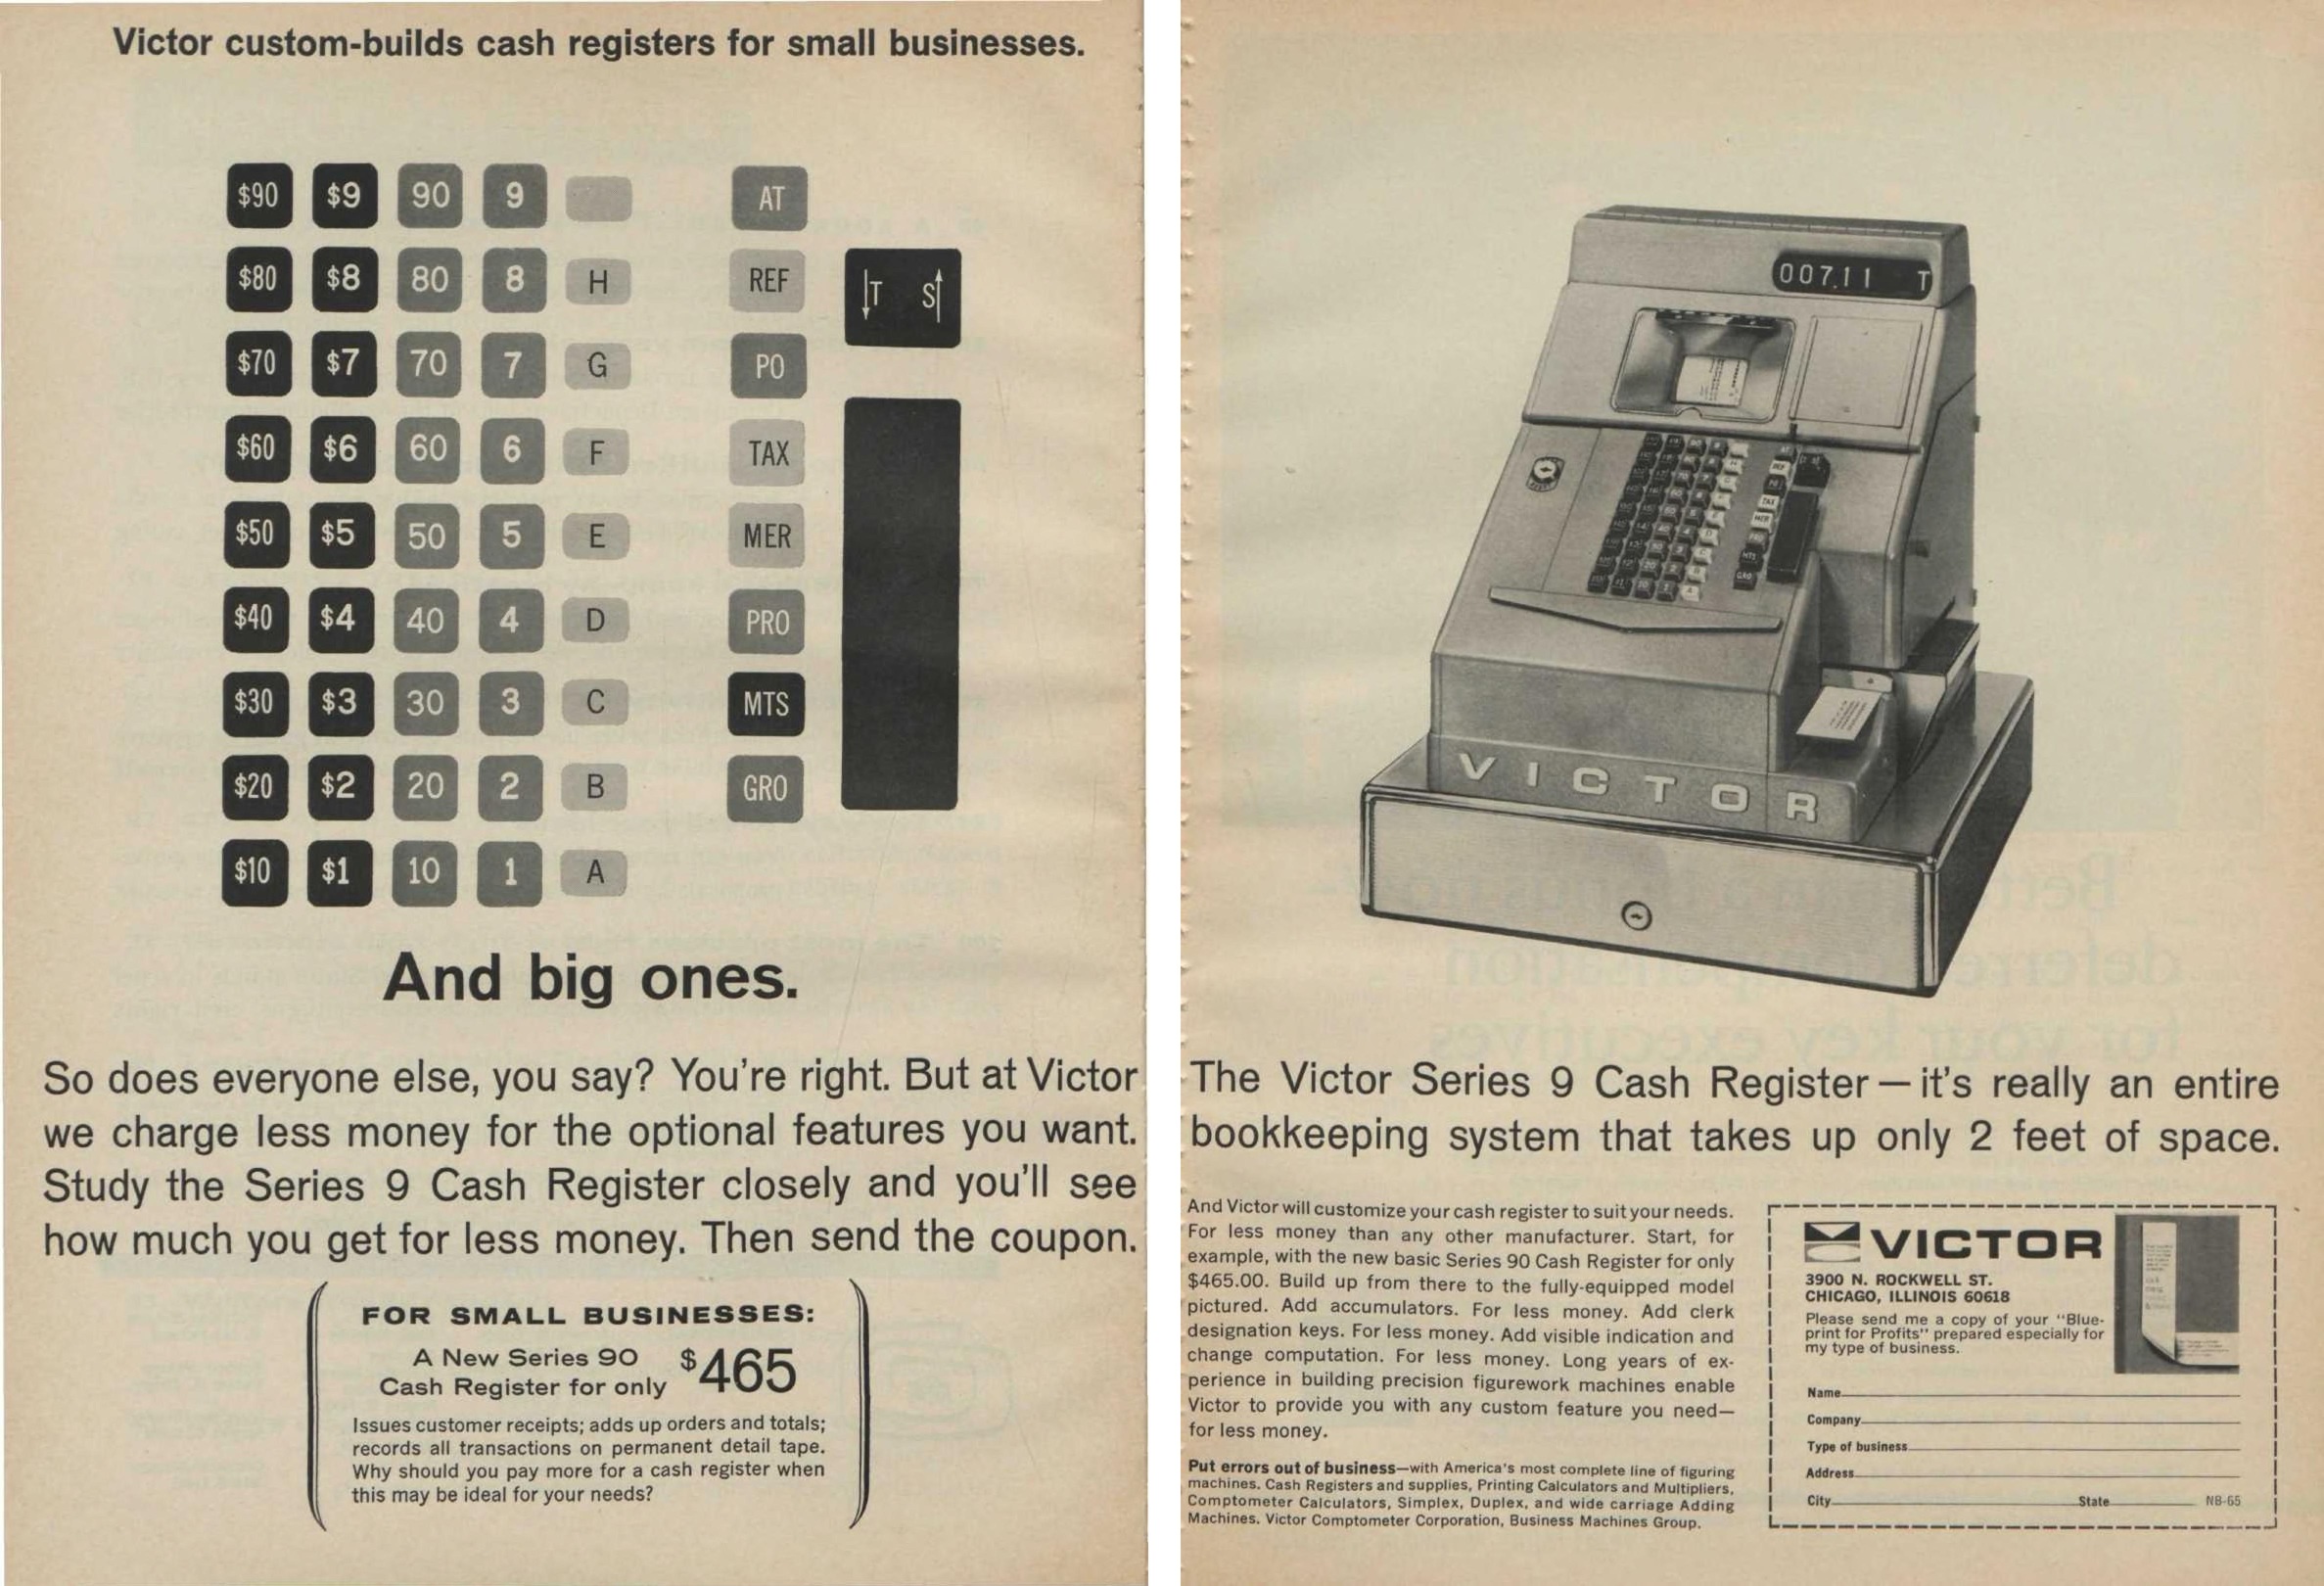 Victor custom-builds cash registers for small businesses.
$90 $9 90 9 AT
$80 $8 80 8 H REF
T S
$70 $7 70 7 G PO
$60 $6 60 6 F TAX
$50 $5 50 5 E MER
$40 $4 40 4 D PRO
$30 $3 30 3 C MTS
$20 $2 20 2 B GRO
$10 $1 10 1 A
And big ones.
So does everyone else, you say? You're right. But at Victor
we charge less money for the optional features you want.
Study the Series 9 Cash Register closely and you'll see
how much you get for less money. Then send the coupon.
FOR SMALL BUSINESSES:
A New Series 90
Cash Register for only
$465
Issues customer receipts; adds up orders and totals;
records all transactions on permanent detail tape.
Why should you pay more for a cash register when
this may be ideal for your needs?
007.11 T
REF
TAX
MER
MTS
GRO
VICTOR
The Victor Series 9 Cash Register—it's really an entire
bookkeeping system that takes up only 2 feet of space.
And Victor will customize your cash register to suit your needs.
For less money than any other manufacturer. Start, for
example, with the new basic Series 90 Cash Register for only
$465.00. Build up from there to the fully-equipped model
pictured. Add accumulators. For less money. Add clerk
designation keys. For less money. Add visible indication and
change computation. For less money. Long years of ex-
perience in building precision figurework machines enable
Victor to provide you with any custom feature you need—
for less money.
Put errors out of business—with America's most complete line of figuring
machines. Cash Registers and supplies, Printing Calculators and Multipliers,
Comptometer Calculators, Simplex, Duplex, and wide carriage Adding
Machines. Victor Comptometer Corporation, Business Machines Group.
VICTOR
3900 N. ROCKWELL ST.
CHICAGO, ILLINOIS 60618
Please send me a copy of your "Blue-
print for Profits" prepared especially for
my type of business.
Name
Company
Type of business
Address
City State NB-65